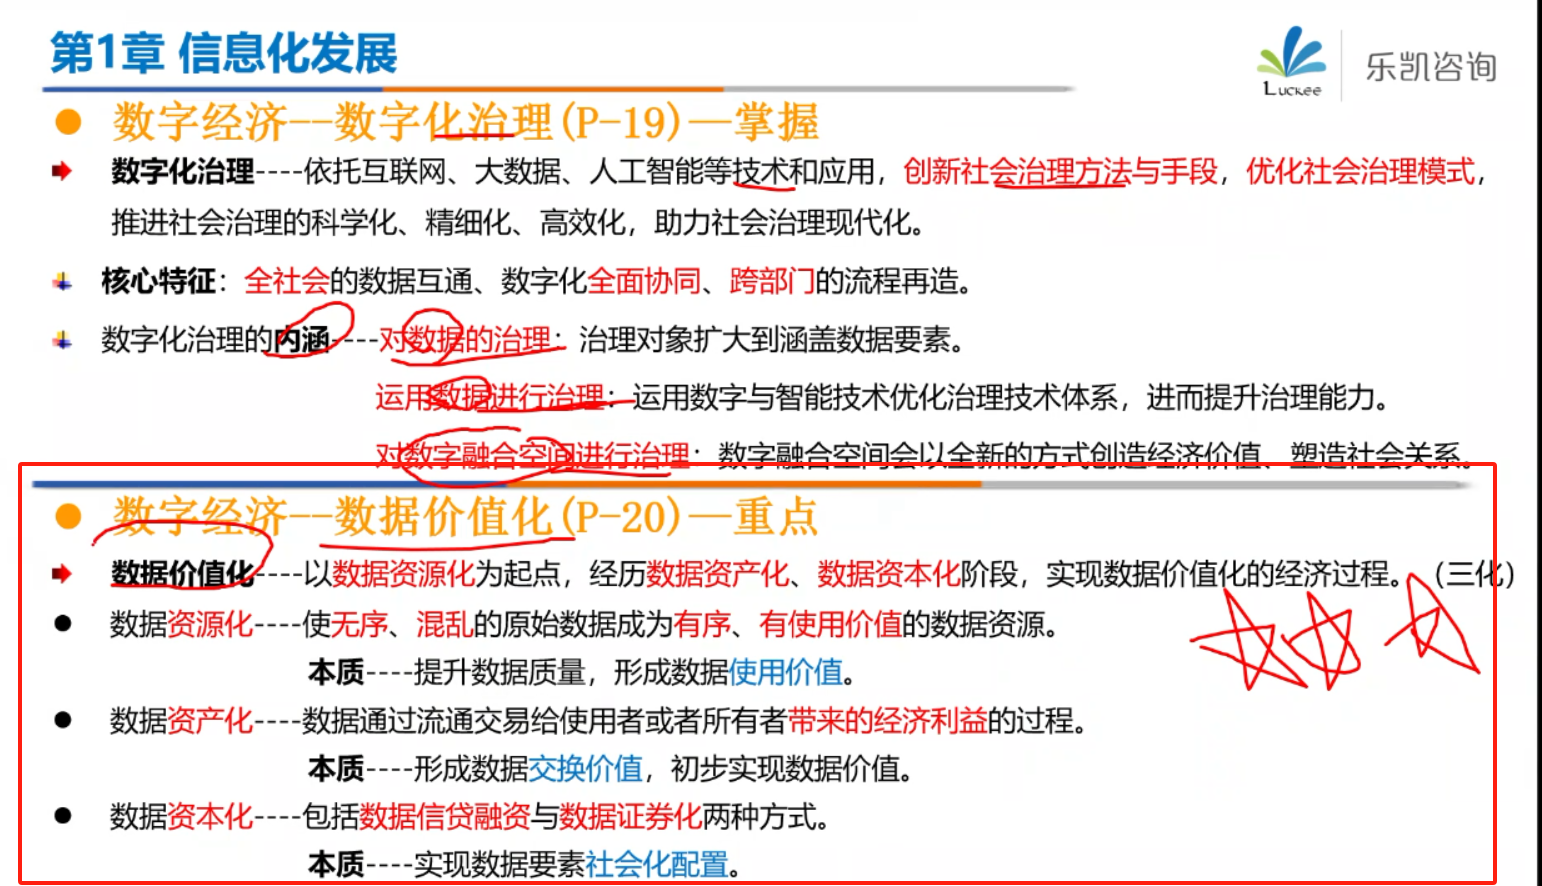 第1章 信息化发展
Luckee 乐凯咨询
数字经济--数字化治理(P-19)—掌握
数字化治理----依托互联网、大数据、人工智能等技术和应用，创新社会治理方法与手段，优化社会治理模式，
推进社会治理的科学化、精细化、高效化，助力社会治理现代化。
核心特征：全社会的数据互通、数字化全面协同、跨部门的流程再造。
数字化治理的内涵----对数据的治理：治理对象扩大到涵盖数据要素。
运用数据进行治理：运用数字与智能技术优化治理技术体系，进而提升治理能力。
对数字融合空间进行治理：数字融合空间会以全新的方式创造经济价值、塑造社会关系。
数字经济--数据价值化(P-20)—重点
数据价值化----以数据资源化为起点，经历数据资产化、数据资本化阶段，实现数据价值化的经济过程。（三化）
数据资源化----使无序、混乱的原始数据成为有序、有使用价值的数据资源。
本质----提升数据质量，形成数据使用价值。
数据资产化----数据通过流通交易给使用者或者所有者带来的经济利益的过程。
本质----形成数据交换价值，初步实现数据价值。
数据资本化----包括数据信贷融资与数据证券化两种方式。
本质----实现数据要素社会化配置。